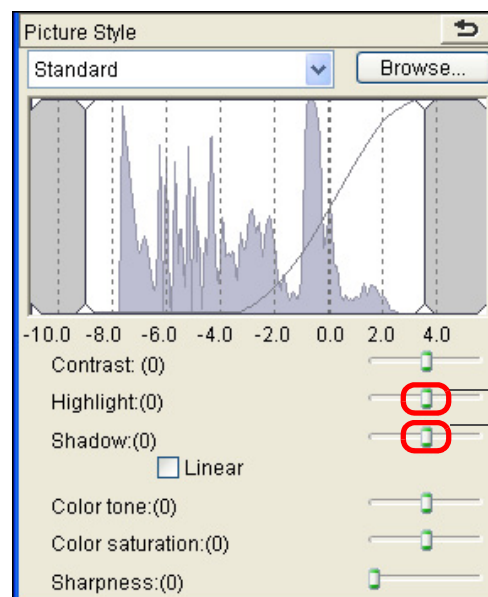 Picture Style
Standard
Browse...
-10.0 -8.0 -6.0 -4.0 -2.0 0.0 2.0 4.0
Contrast: (0)
Highlight:(0)
Shadow:(0)
Linear
Color tone:(0)
Color saturation:(0)
Sharpness:(0)